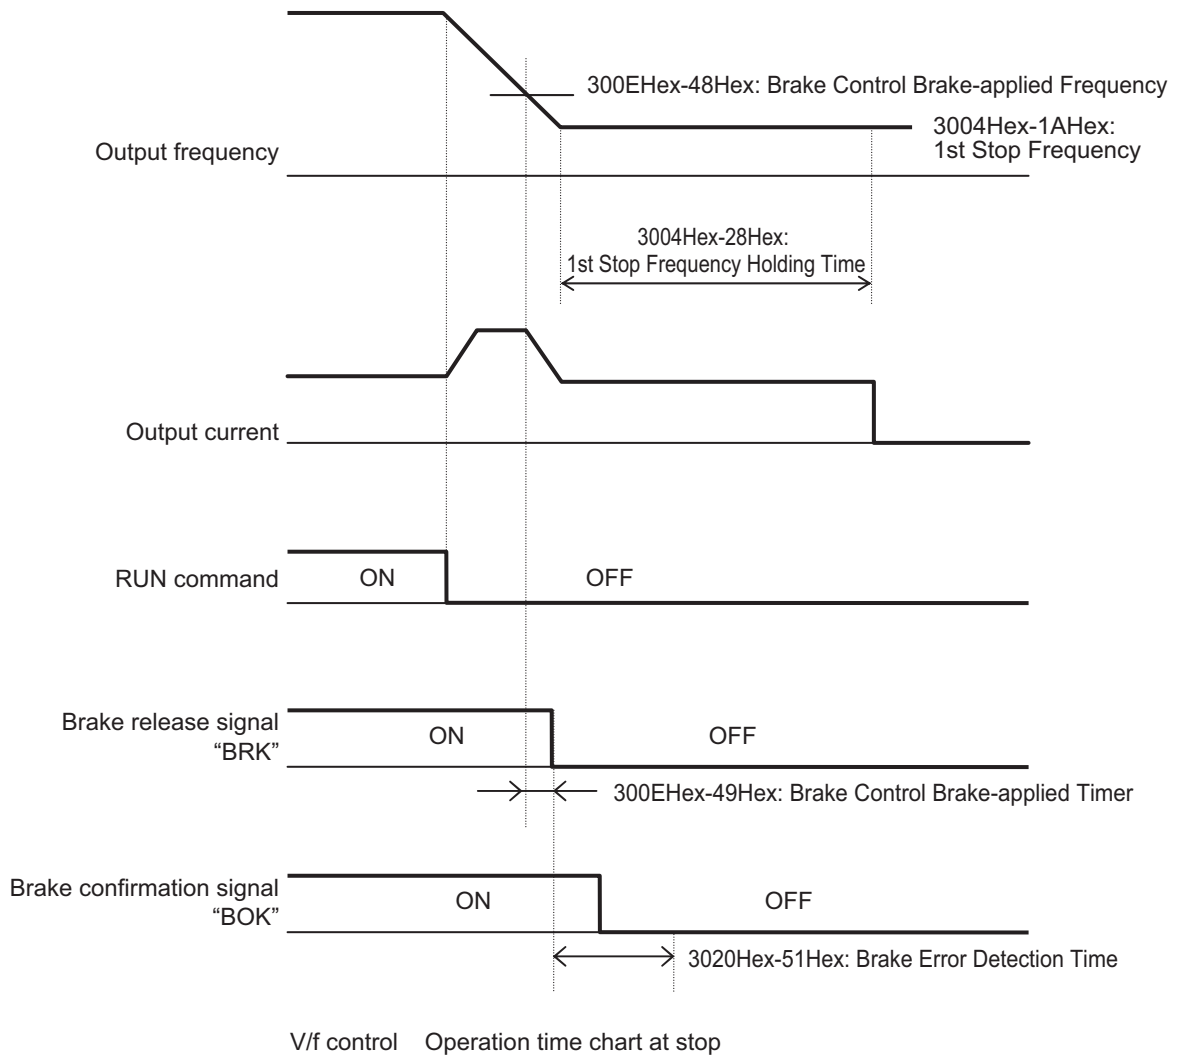 300EHex-48Hex: Brake Control Brake-applied Frequency
3004Hex-1AHex:
1st Stop Frequency
Output frequency
3004Hex-28Hex:
1st Stop Frequency Holding Time
Output current
RUN command
ON
OFF
Brake release signal
“BRK”
ON
OFF
300EHex-49Hex: Brake Control Brake-applied Timer
Brake confirmation signal
“BOK”
ON
OFF
3020Hex-51Hex: Brake Error Detection Time
V/f control Operation time chart at stop